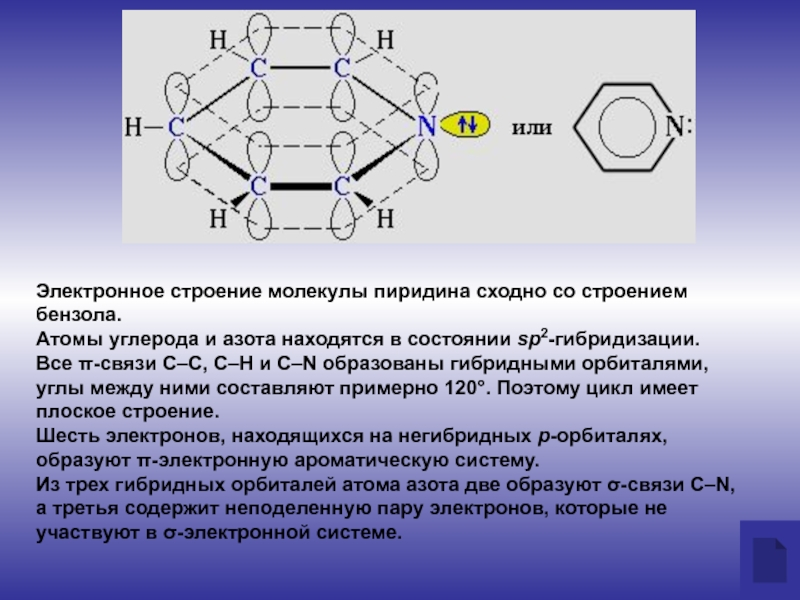 H H
C C
H–C N или N:
C C
H H
Электронное строение молекулы пиридина сходно со строением
бензола.
Атомы углерода и азота находятся в состоянии sp²-гибридизации.
Все π-связи C–C, C–H и C–N образованы гибридными орбиталями,
углы между ними составляют примерно 120°. Поэтому цикл имеет
плоское строение.
Шесть электронов, находящихся на негибридных p-орбиталях,
образуют π-электронную ароматическую систему.
Из трех гибридных орбиталей атома азота две образуют σ-связи C–N,
а третья содержит неподеленную пару электронов, которые не
участвуют в σ-электронной системе.